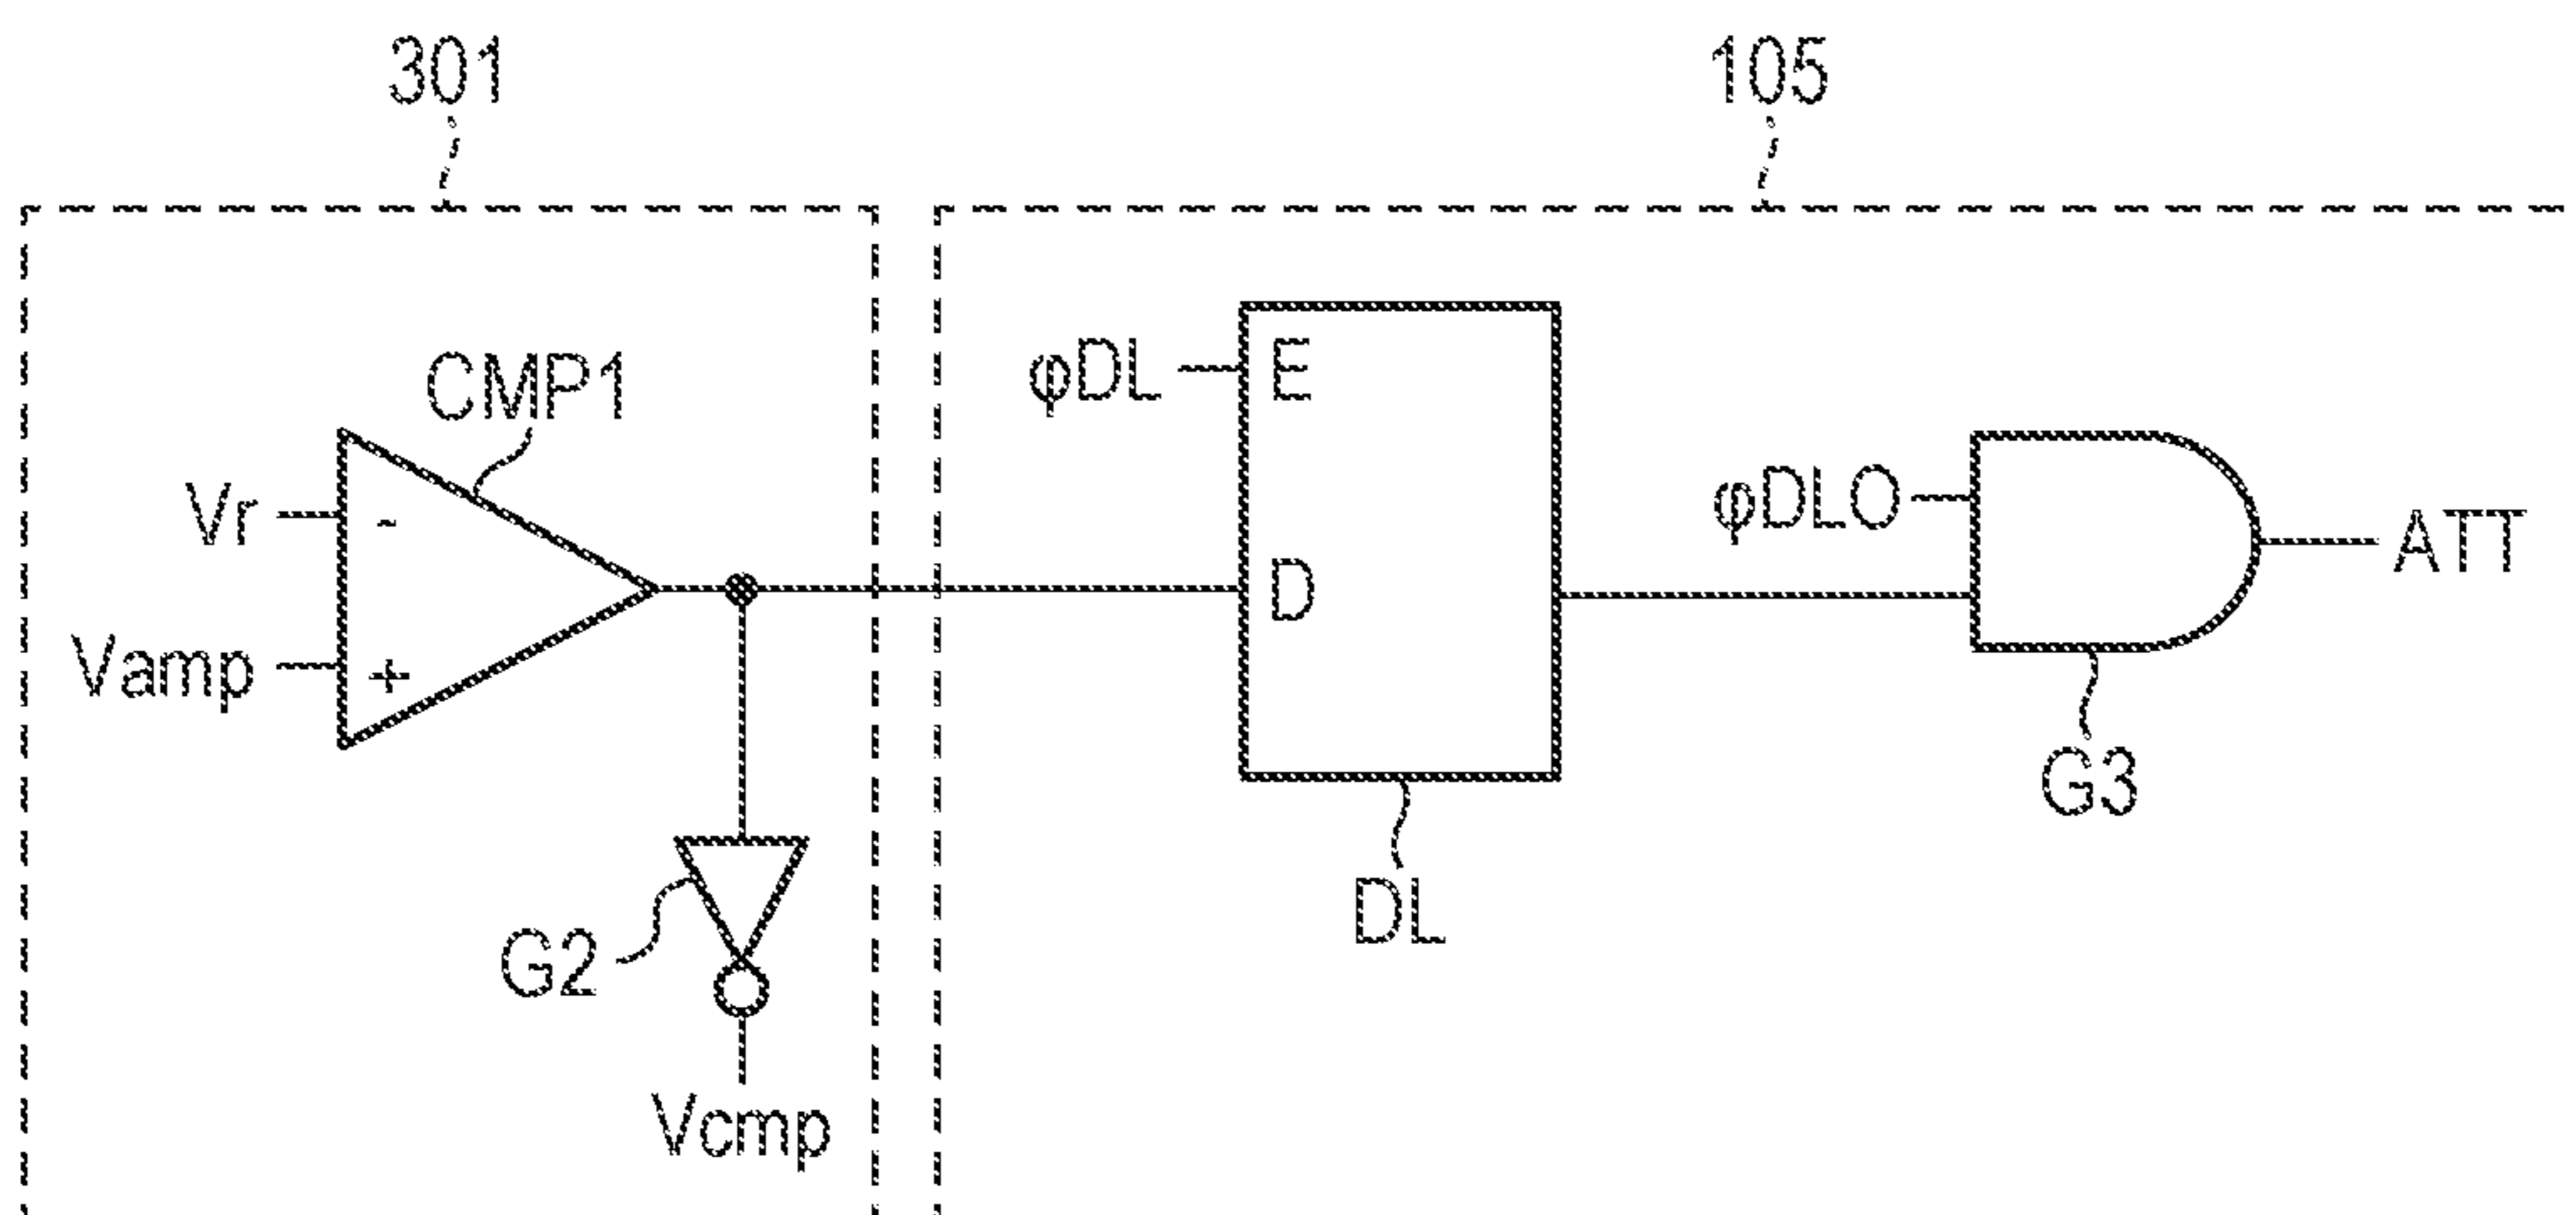 301
105
CMP1
Vr
-
Vamp
+
G2
Vcmp
φDL
E
D
DL
φDLO
G3
ATT